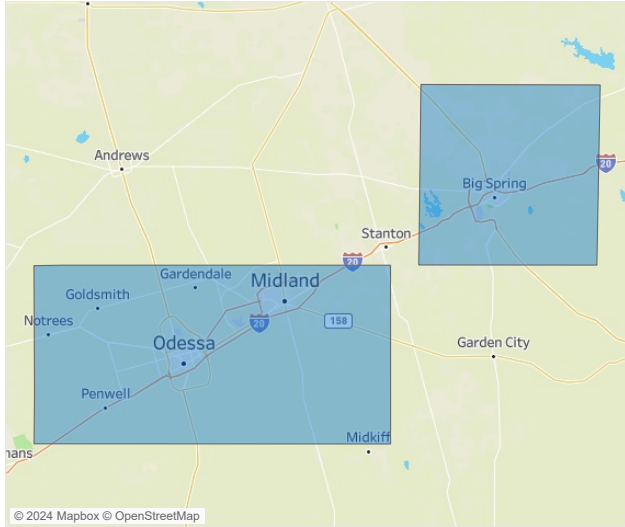 Andrews
20
Big Spring
Stanton
20
Gardendale
Midland
Goldsmith
Notrees
20
158
Odessa
Garden City
Penwell
Midkiff
nans
© 2024 Mapbox © OpenStreetMap